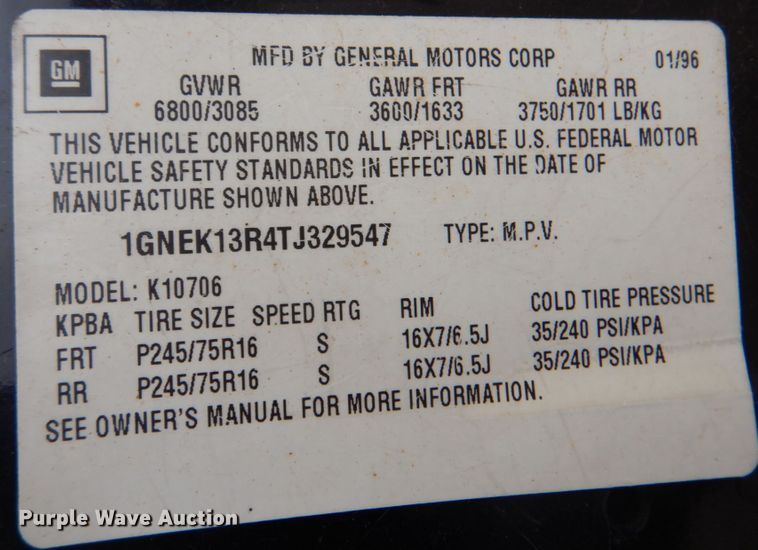 GM
MFD BY GENERAL MOTORS CORP 01/96
GVWR GAWR FRT GAWR RR
6800/3085 3600/1633 3750/1701 LB/KG
THIS VEHICLE CONFORMS TO ALL APPLICABLE U.S. FEDERAL MOTOR
VEHICLE SAFETY STANDARDS IN EFFECT ON THE DATE OF
MANUFACTURE SHOWN ABOVE.
1GNEK13R4TJ329547 TYPE: M.P.V.
MODEL: K10706
KPBA TIRE SIZE SPEED RTG RIM COLD TIRE PRESSURE
FRT P245/75R16 S 16X7/6.5J 35/240 PSI/KPA
RR P245/75R16 S 16X7/6.5J 35/240 PSI/KPA
SEE OWNER'S MANUAL FOR MORE INFORMATION.
Purple Wave Auction